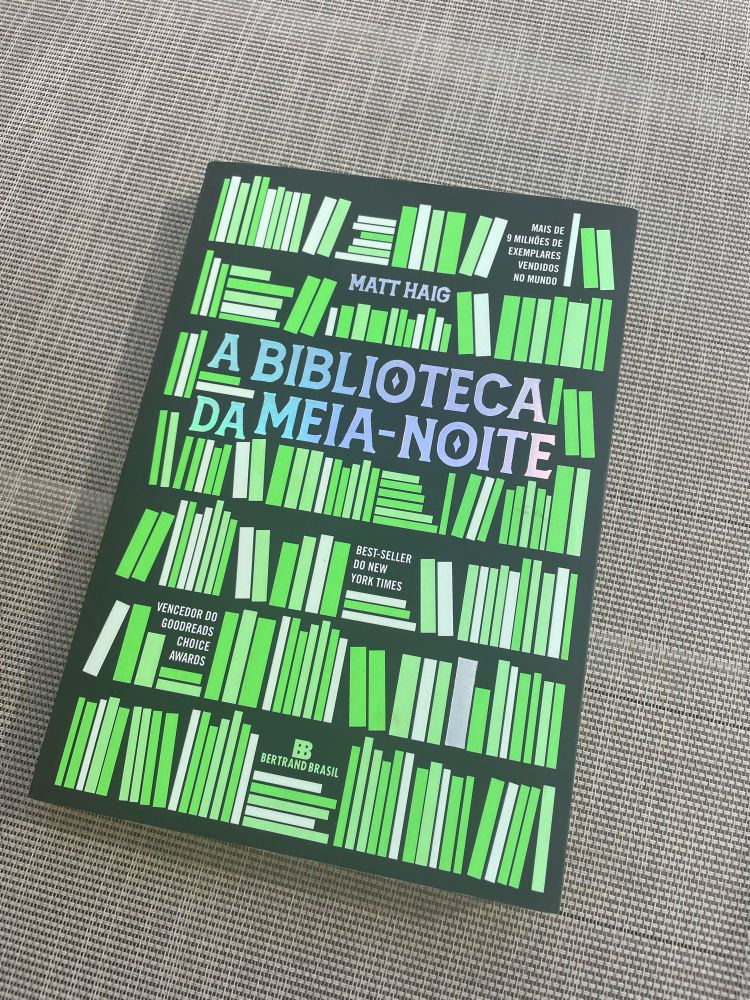 MAIS DE
9 MILHÕES DE
EXEMPLARES
VENDIDOS
NO MUNDO
MATT HAIG
A BIBLIOTECA
DA MEIA-NOITE
BEST-SELLER
DO NEW
YORK TIMES
VENCEDOR DO
GOODREADS
CHOICE
AWARDS
BB
BERTRAND BRASIL